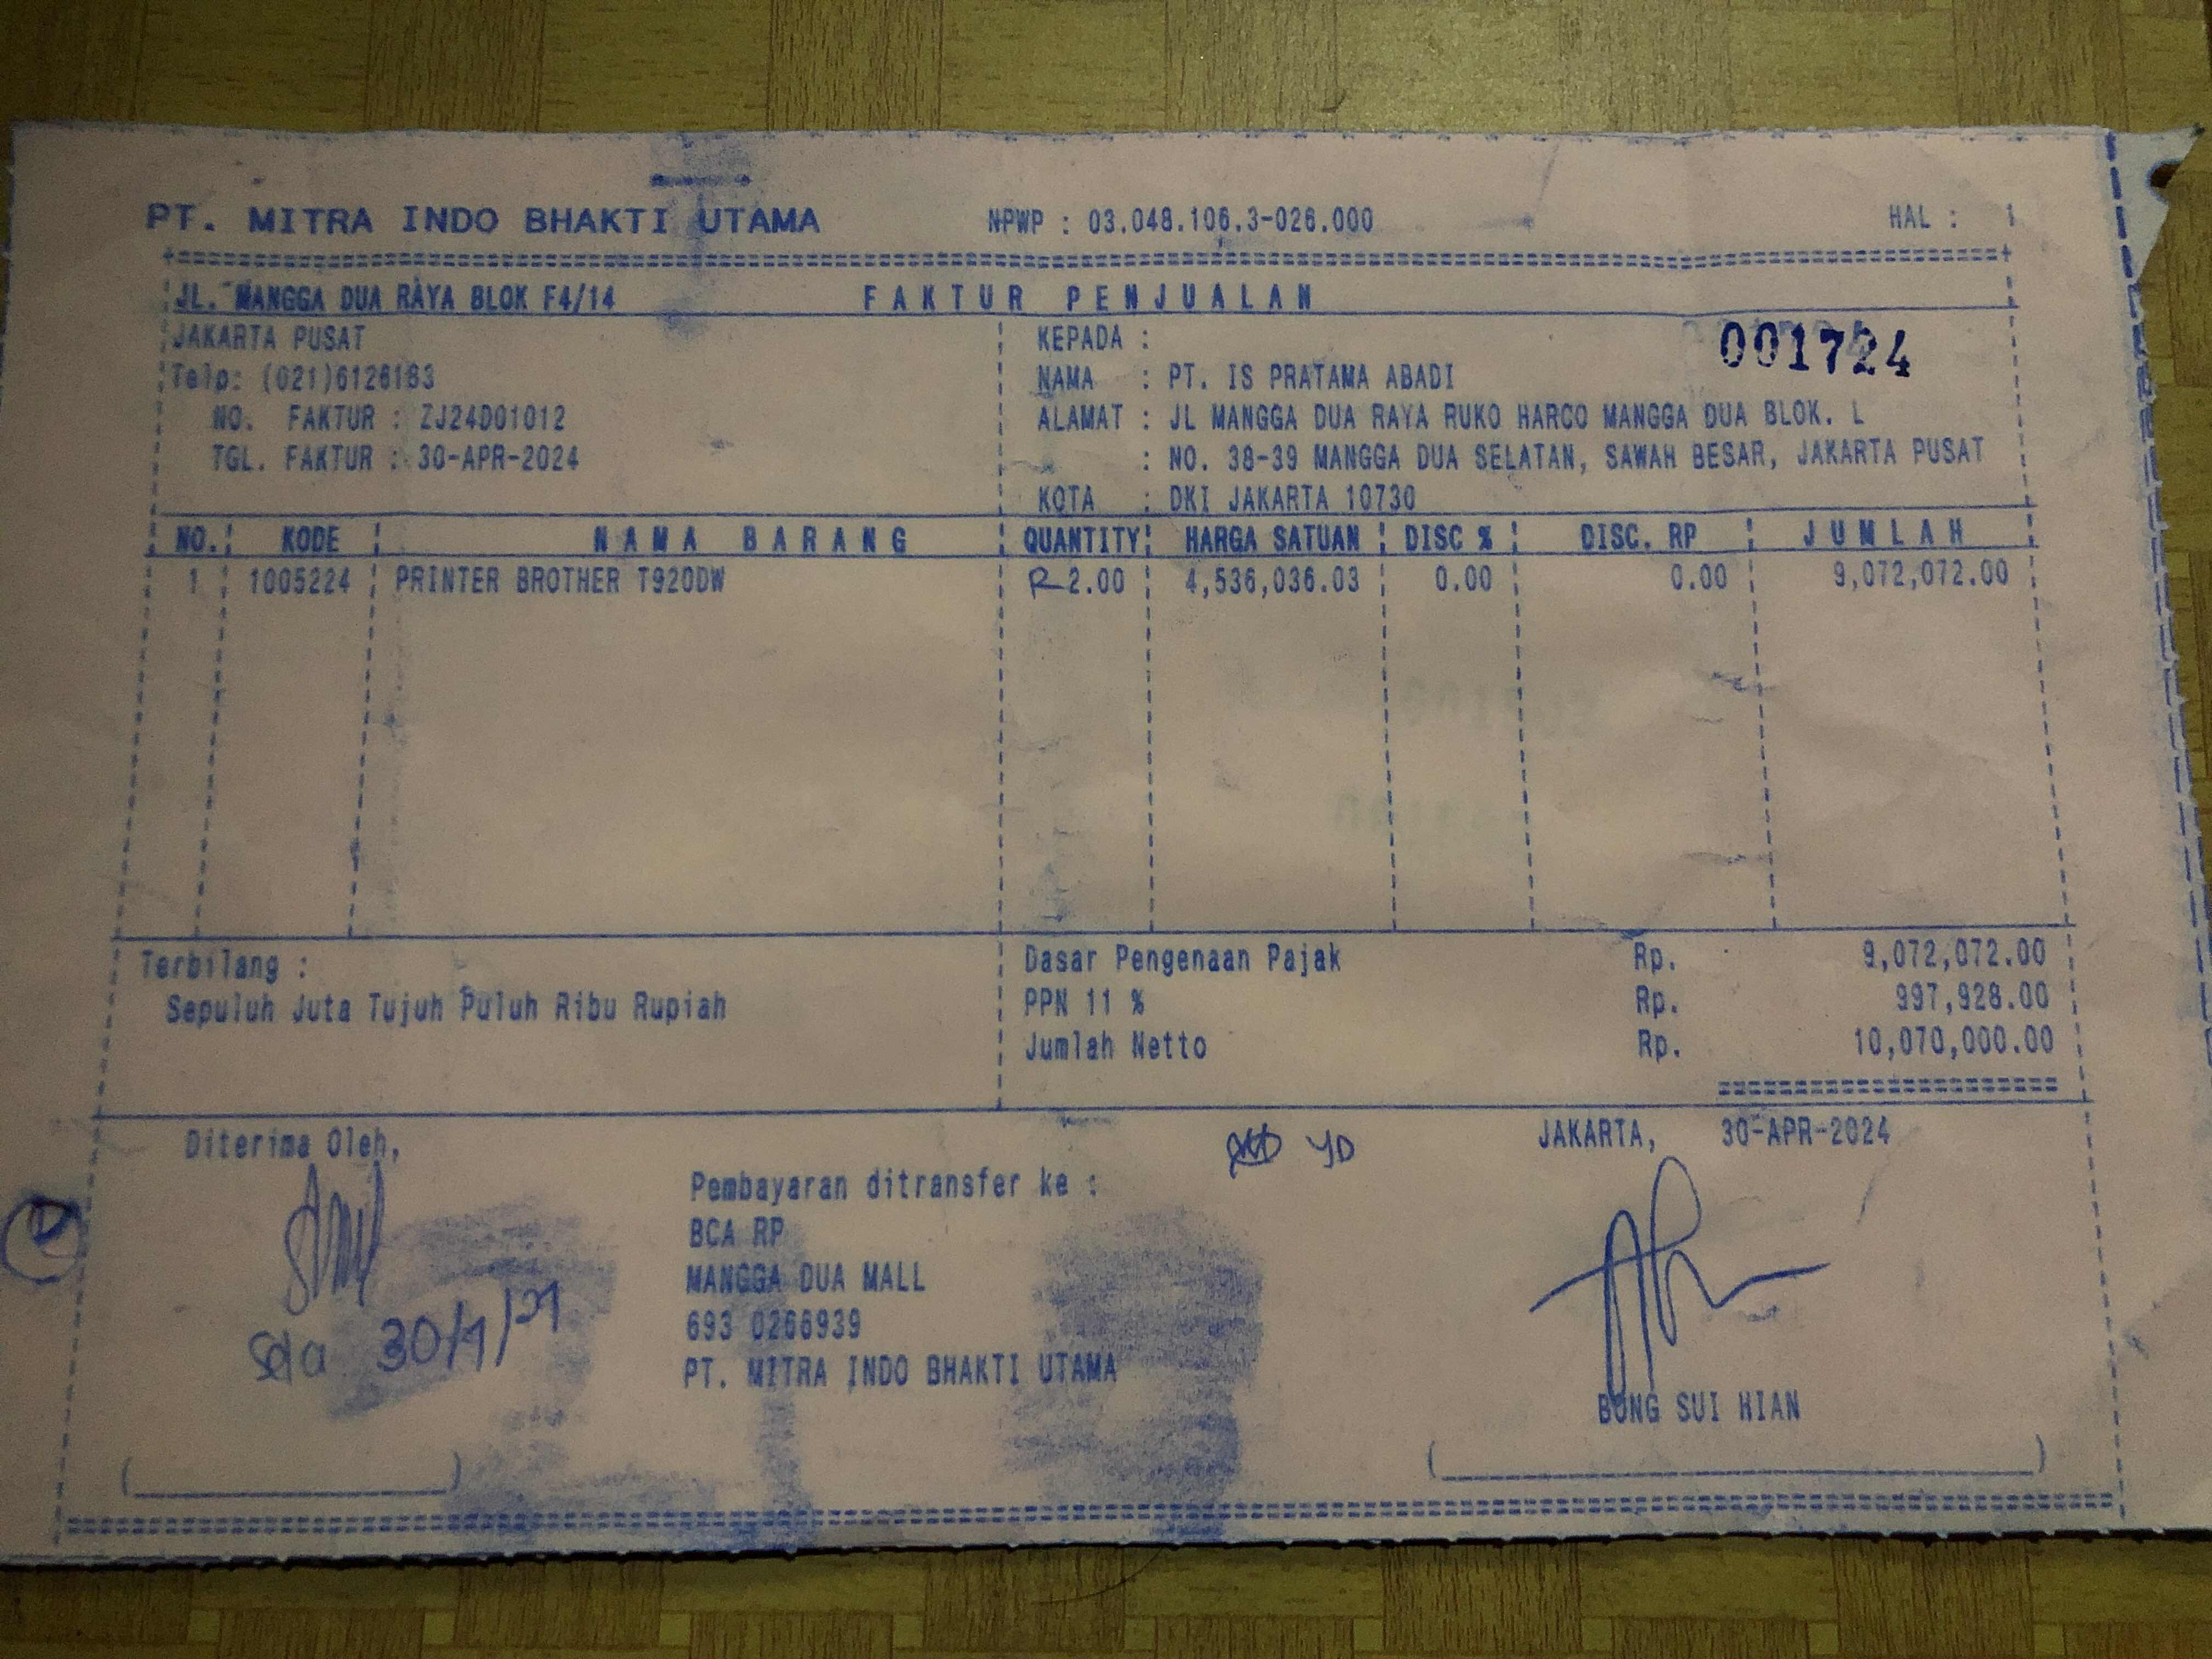 PT. MITRA INDO BHAKTI UTAMA NPWP : 03.048.106.3-026.000 HAL : 1
JL. MANGGA DUA RAYA BLOK F4/14 FAKTUR PENJUALAN
JAKARTA PUSAT
Telp: (021)6126183
NO. FAKTUR : ZJ24D01012
TGL. FAKTUR : 30-APR-2024
KEPADA : 001724
NAMA : PT. IS PRATAMA ABADI
ALAMAT : JL MANGGA DUA RAYA RUKO HARCO MANGGA DUA BLOK. L
: NO. 38-39 MANGGA DUA SELATAN, SAWAH BESAR, JAKARTA PUSAT
KOTA : DKI JAKARTA 10730
NO. KODE NAMA BARANG QUANTITY HARGA SATUAN DISC % DISC. RP JUMLAH
1 1005224 PRINTER BROTHER T920DW 2.00 4,536,036.03 0.00 0.00 9,072,072.00
Terbilang :
Sepuluh Juta Tujuh Puluh Ribu Rupiah
Dasar Pengenaan Pajak Rp. 9,072,072.00
PPN 11 % Rp. 997,928.00
Jumlah Netto Rp. 10,070,000.00
Diterima Oleh,
Pembayaran ditransfer ke :
BCA RP
MANGGA DUA MALL
693 0266939
PT. MITRA INDO BHAKTI UTAMA
YD
JAKARTA, 30-APR-2024
BONG SUI HIAN